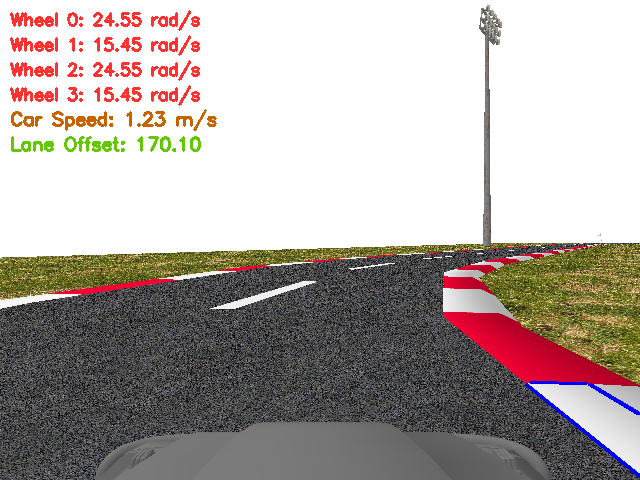 Wheel 0: 24.55 rad/s
Wheel 1: 15.45 rad/s
Wheel 2: 24.55 rad/s
Wheel 3: 15.45 rad/s
Car Speed: 1.23 m/s
Lane Offset: 170.10